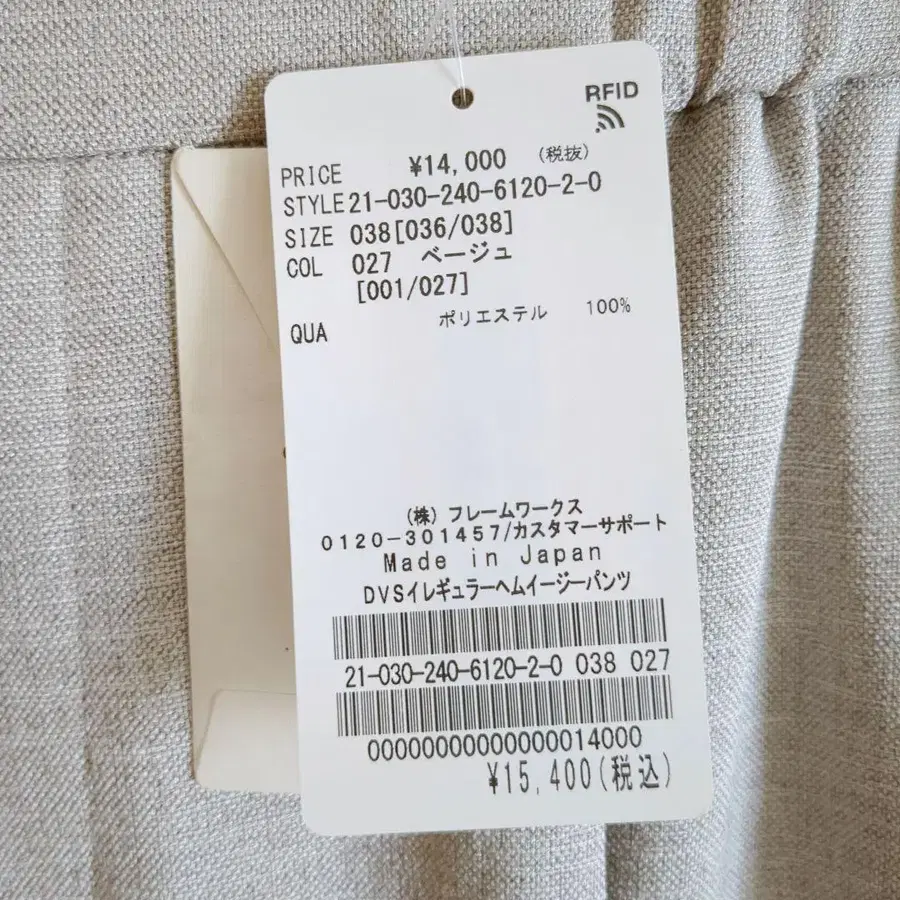 RFID
PRICE ¥14,000 (税抜)
STYLE 21-030-240-6120-2-0
SIZE 038[036/038]
COL 027 ベージュ
[001/027]
QUA ポリエステル 100%
(株) フレームワークス
0120-301457/カスタマーサポート
Made in Japan
DVSイレギュラーヘムイージーパンツ
21-030-240-6120-2-0 038 027
00000000000000014000
¥15,400(税込)